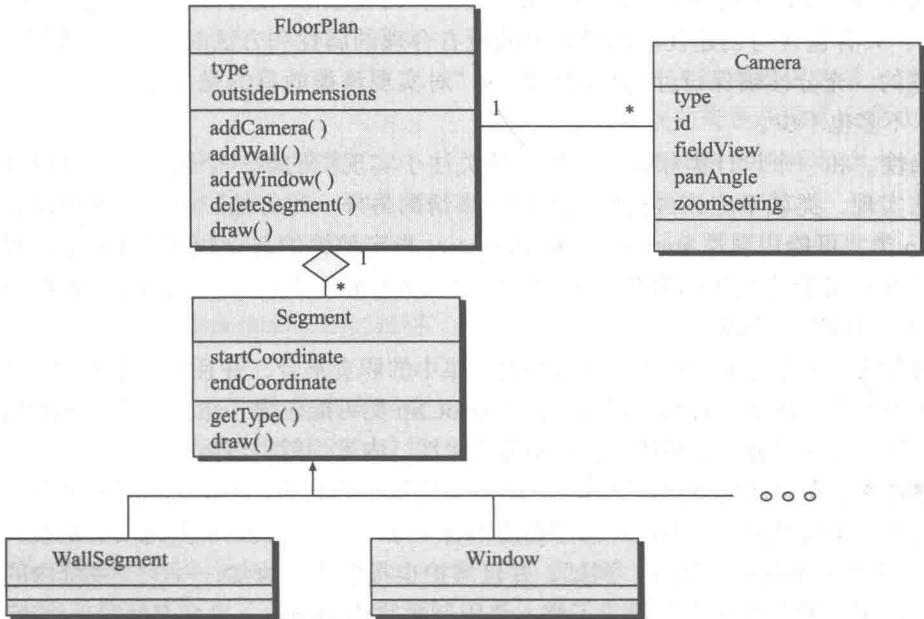 FloorPlan
type
outsideDimensions
addCamera( )
addWall( )
addWindow( )
deleteSegment( )
draw( )
1
*
Camera
type
id
fieldView
panAngle
zoomSetting
1
*
Segment
startCoordinate
endCoordinate
getType( )
draw( )
WallSegment
Window